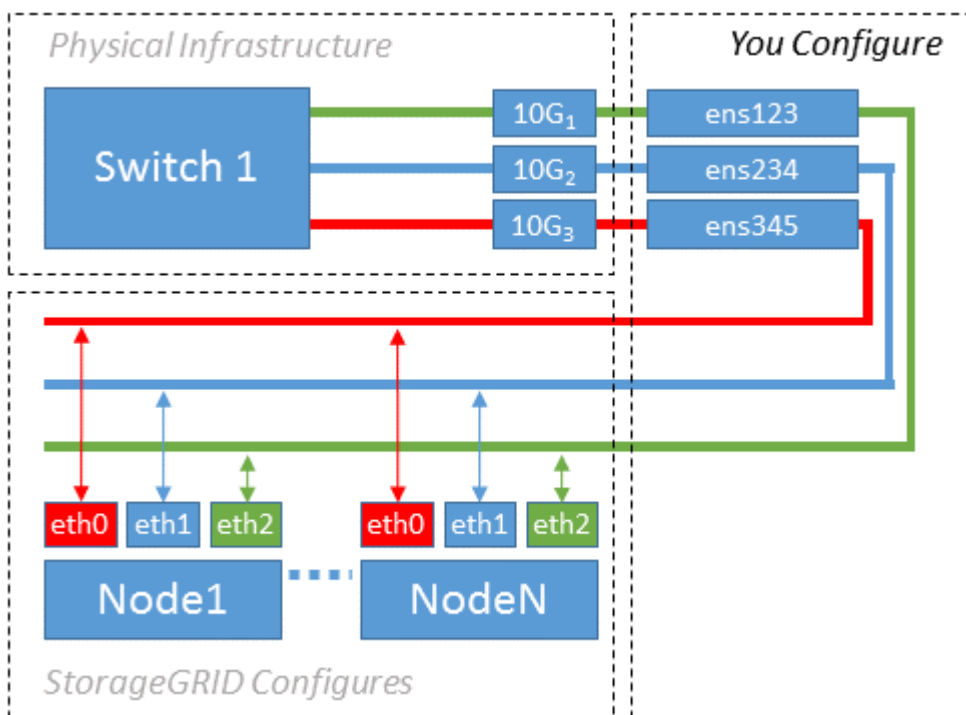 Physical Infrastructure
You Configure
Switch 1
10G₁
ens123
10G₂
ens234
10G₃
ens345
eth0 eth1 eth2 eth0 eth1 eth2
Node1 NodeN
StorageGRID Configures